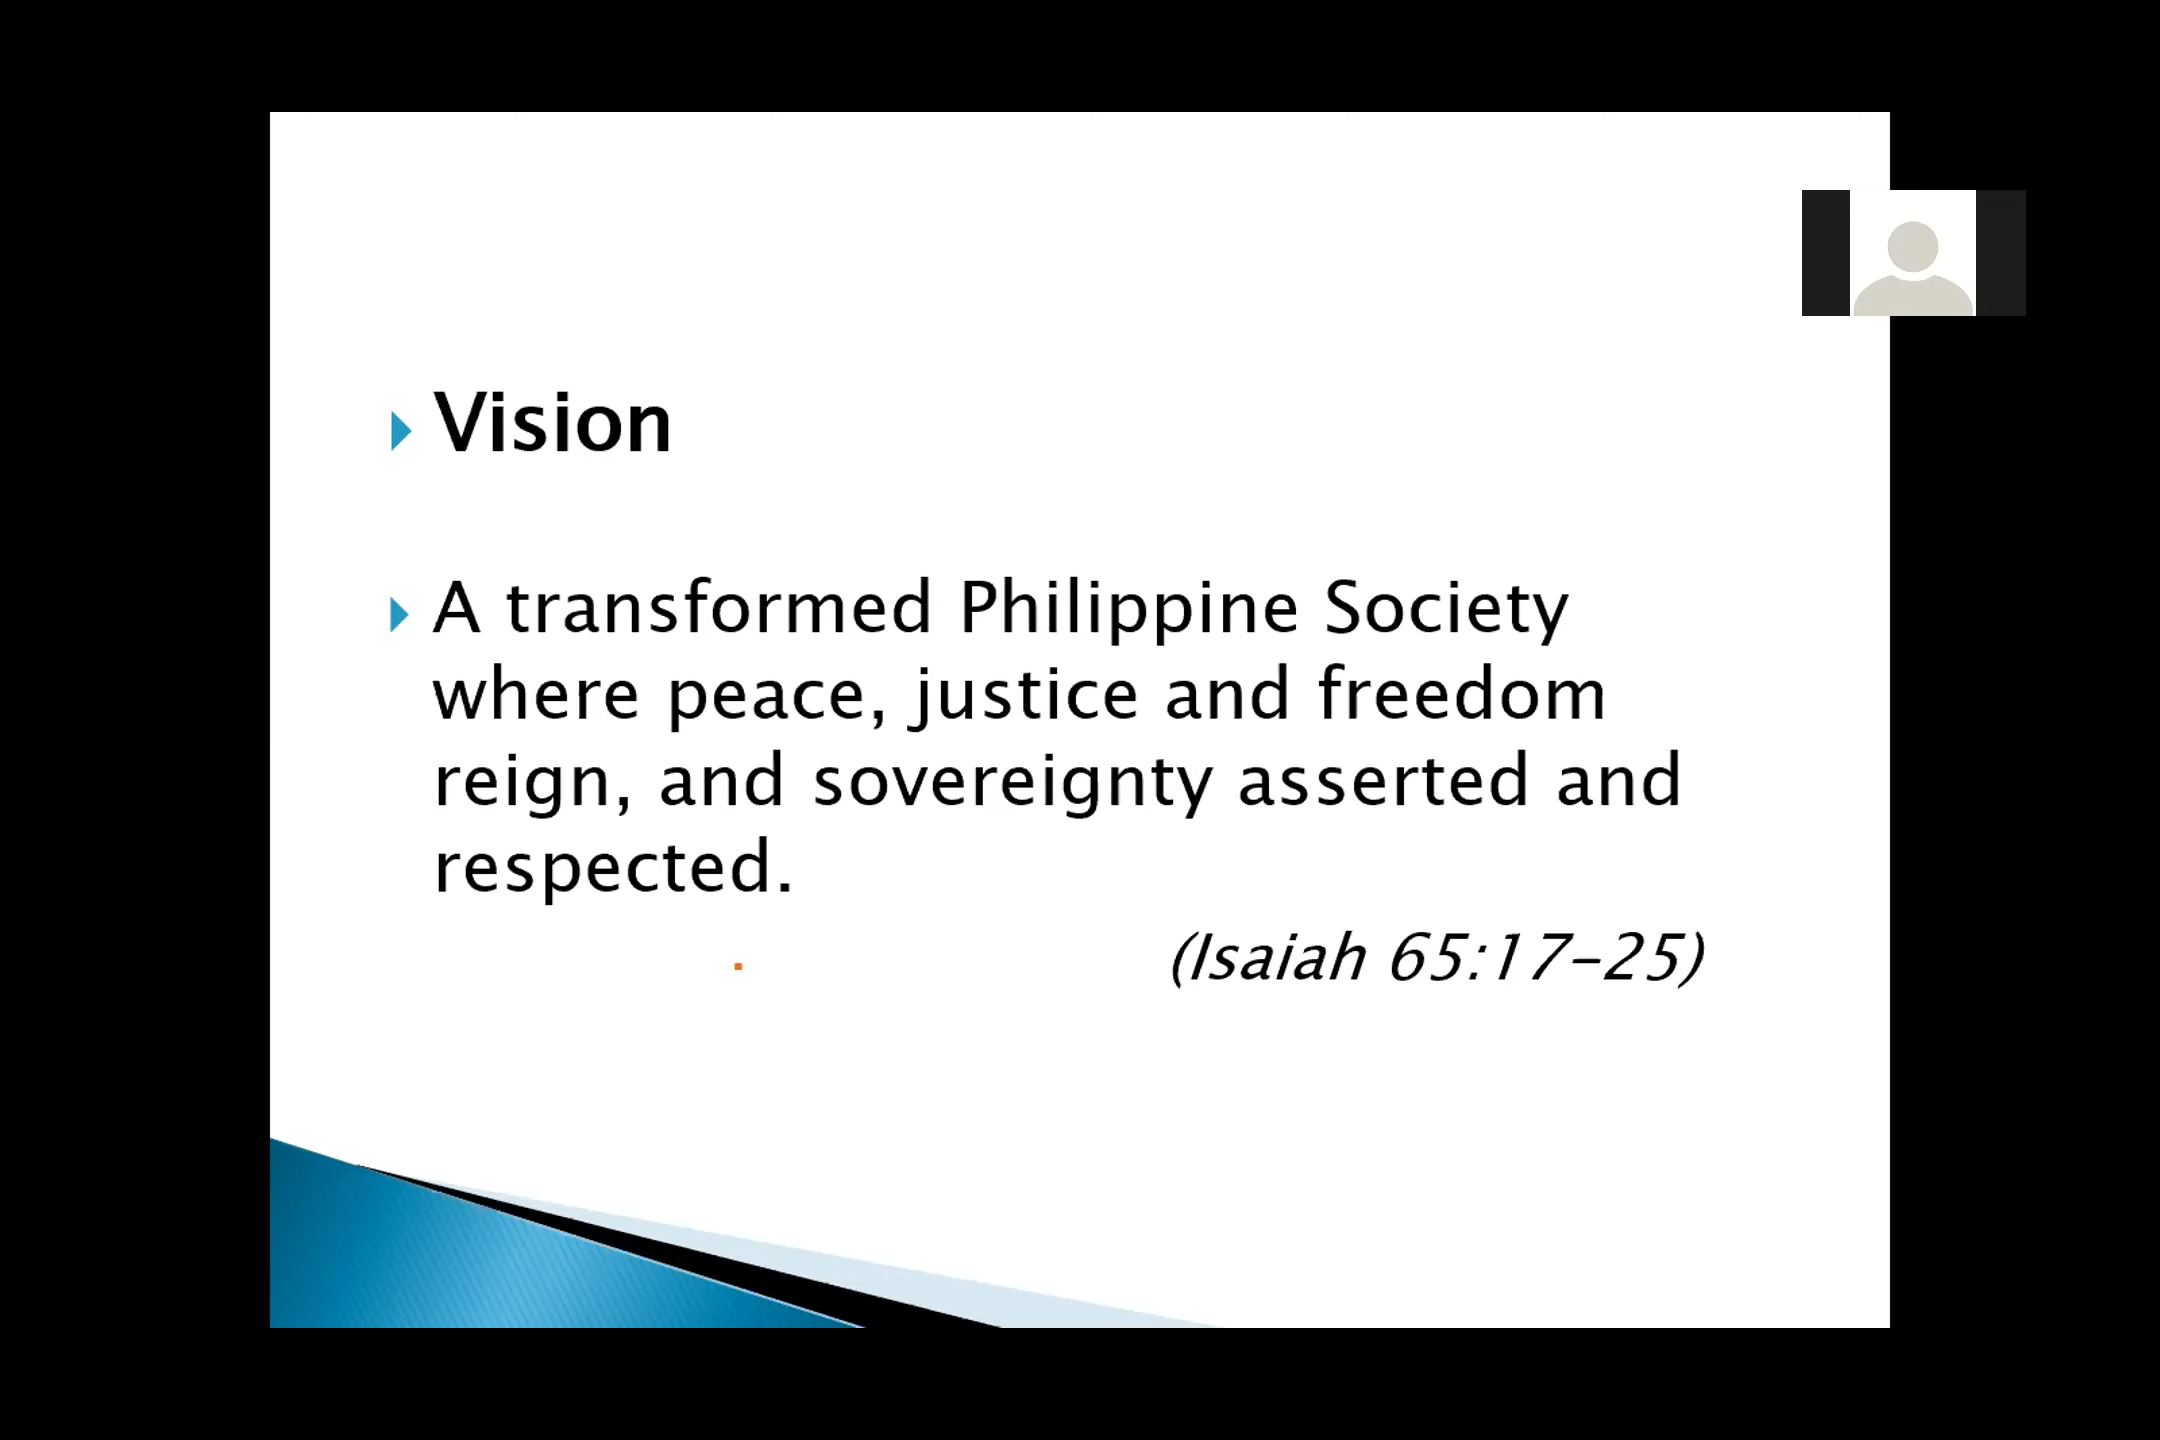 Vision
A transformed Philippine Society
where peace, justice and freedom
reign, and sovereignty asserted and
respected.
(Isaiah 65:17-25)